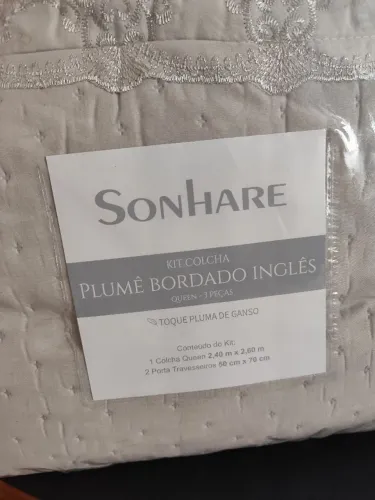 SONHARE
KIT COLCHA
PLUMÊ BORDADO INGLÊS
QUEEN - 3 PEÇAS
TOQUE PLUMA DE GANSO
Conteúdo do Kit:
1 Colcha Queen 2,40 m x 2,60 m
2 Porta Travesseiros 50 cm x 70 cm